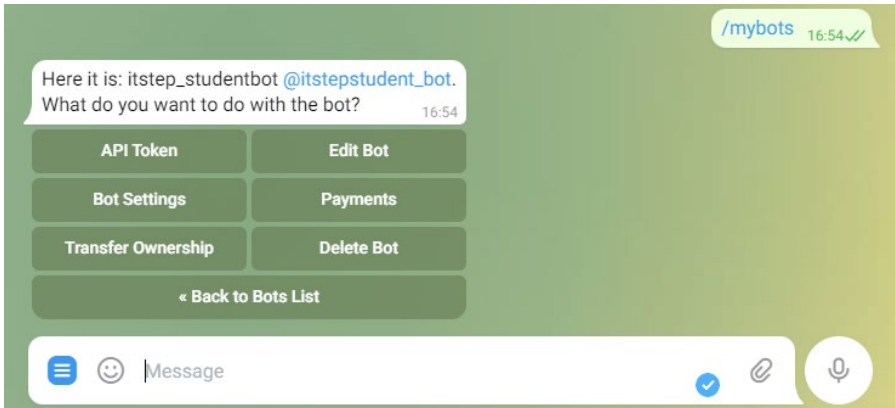 /mybots 16:54
Here it is: itstep_studentbot @itstepstudent_bot.
What do you want to do with the bot? 16:54
API Token
Edit Bot
Bot Settings
Payments
Transfer Ownership
Delete Bot
« Back to Bots List
Message